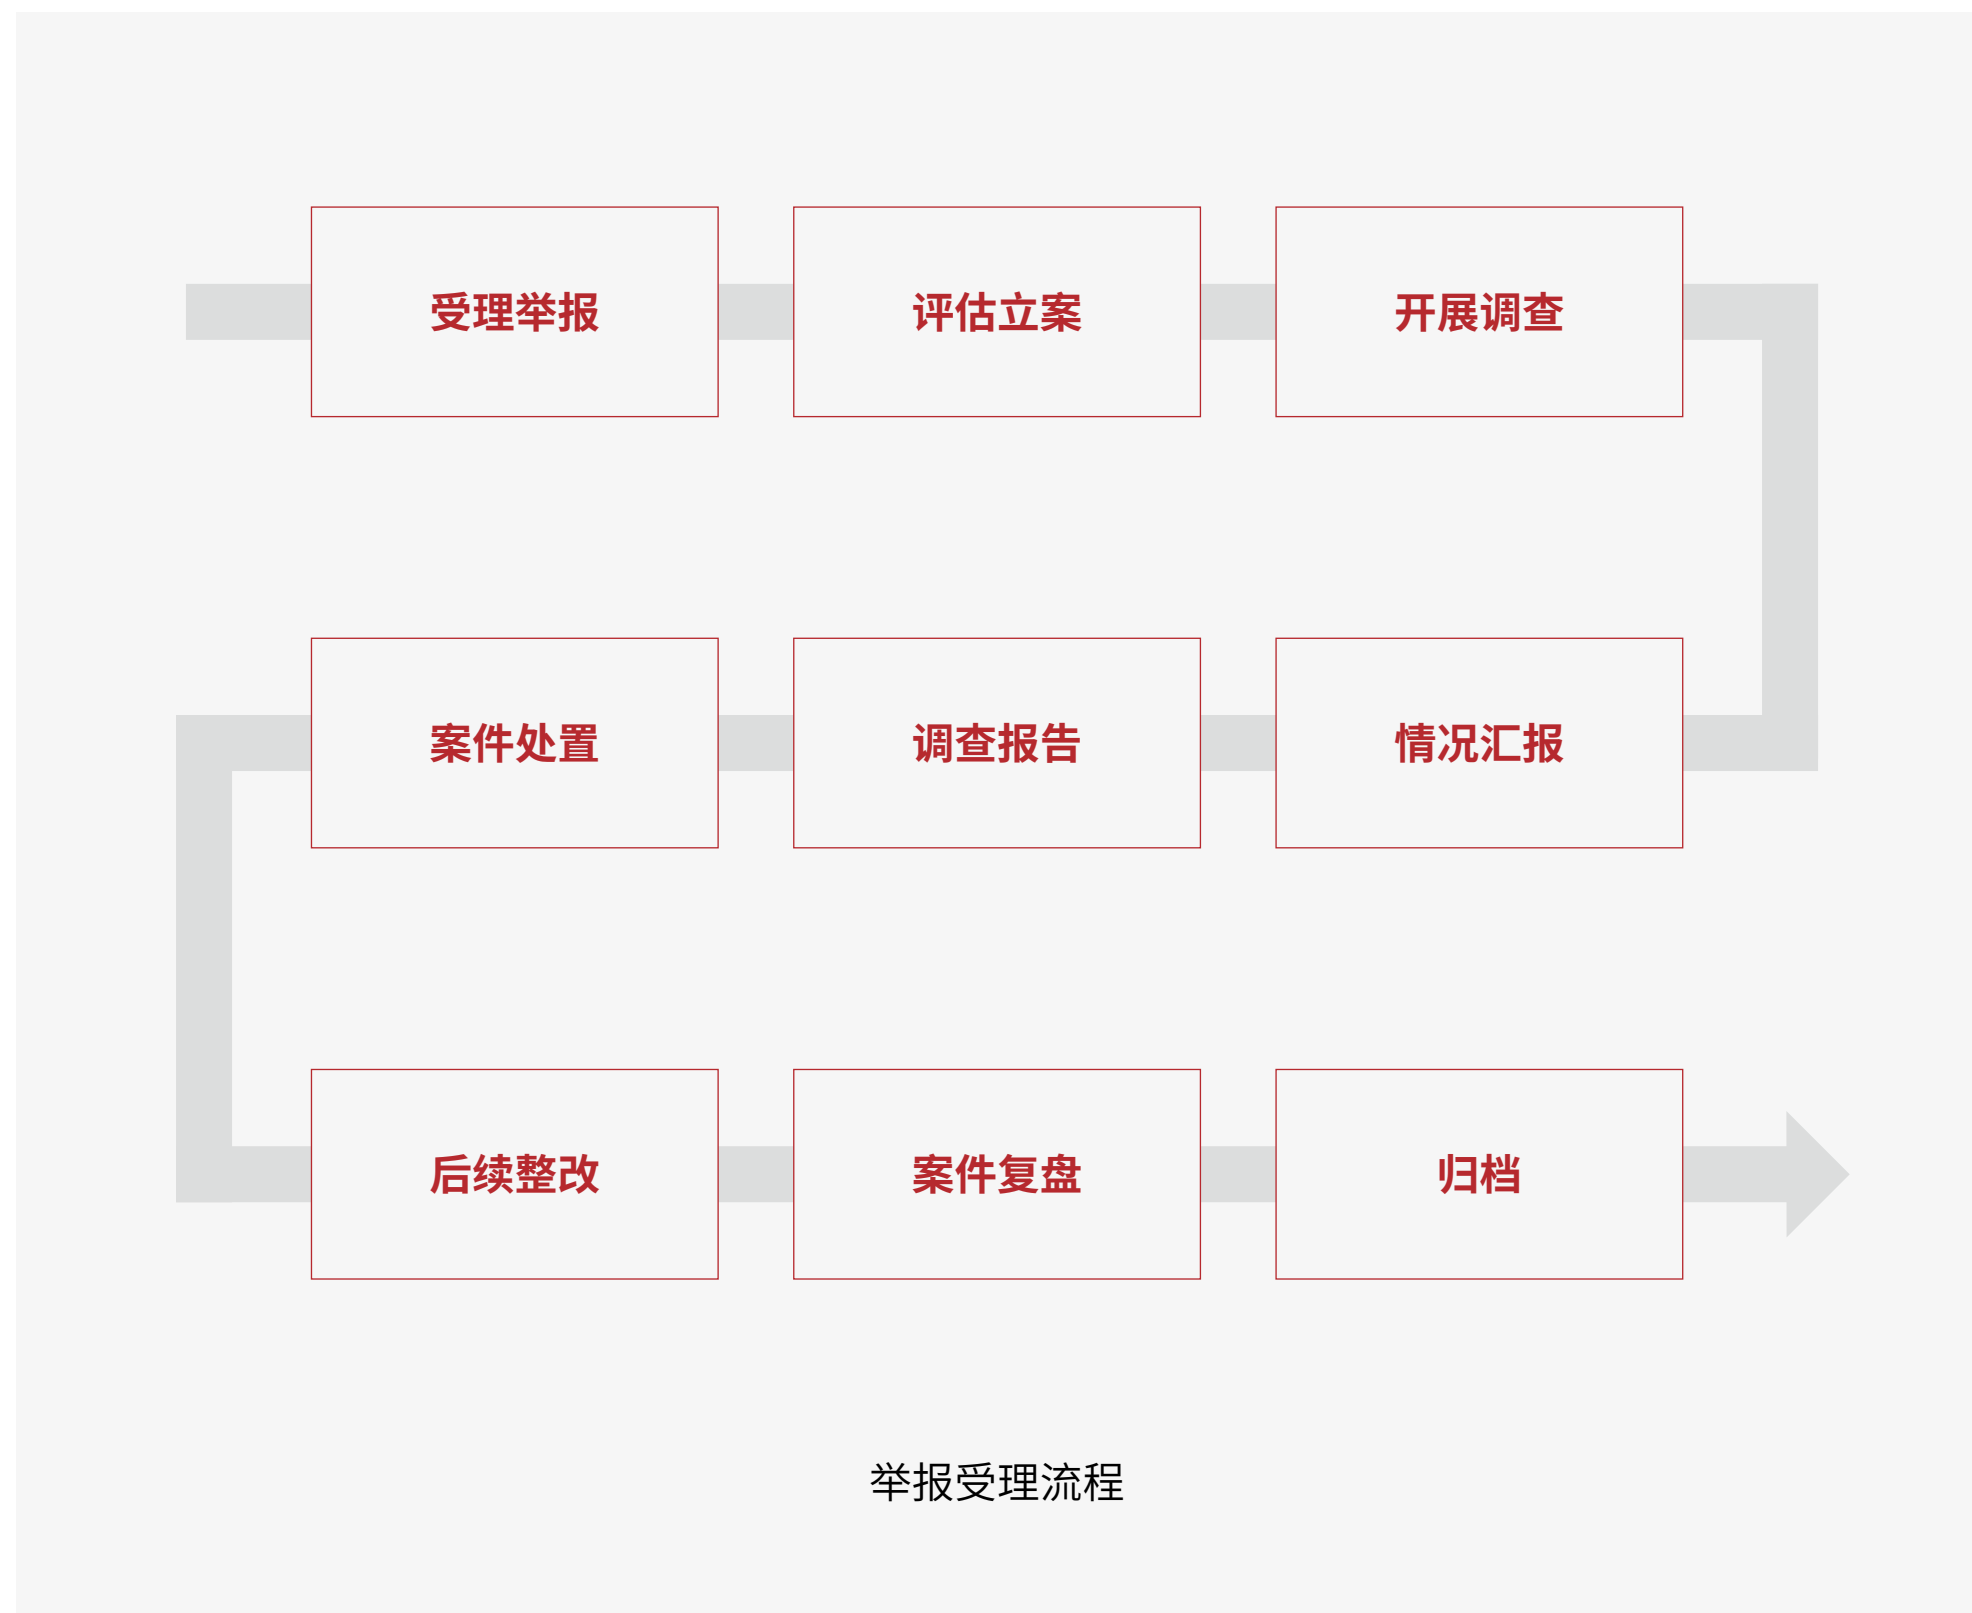 受理举报
评估立案
开展调查
情况汇报
调查报告
案件处置
后续整改
案件复盘
归档
举报受理流程